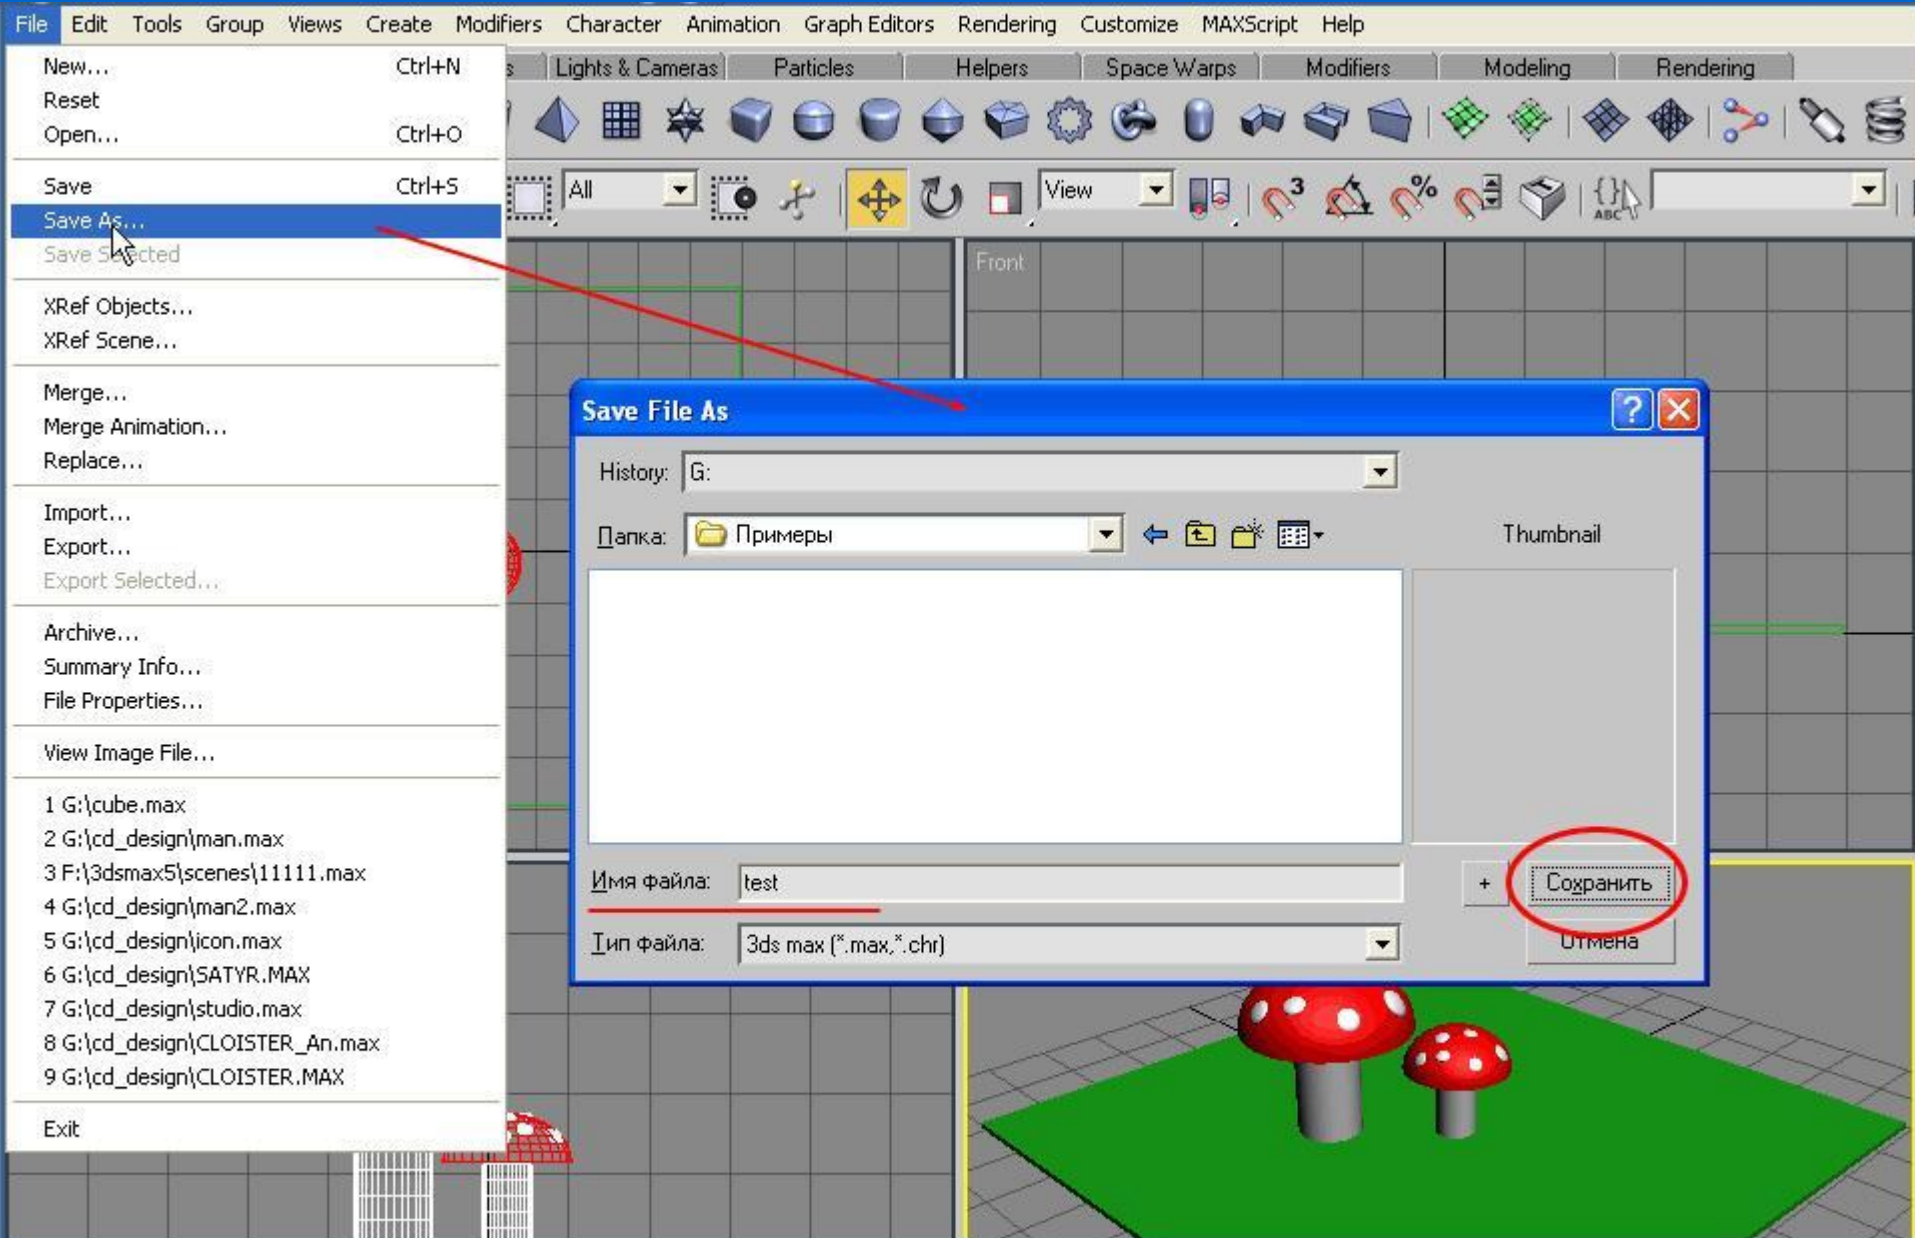 File Edit Tools Group Views Create Modifiers Character Animation Graph Editors Rendering Customize MAXScript Help
New... Ctrl+N
Reset
Open... Ctrl+O
Save Ctrl+S
Save As...
Save Selected
XRef Objects...
XRef Scene...
Merge...
Merge Animation...
Replace...
Import...
Export...
Export Selected...
Archive...
Summary Info...
File Properties...
View Image File...
1 G:\cube.max
2 G:\cd_design\man.max
3 F:\3dsmax5\scenes\11111.max
4 G:\cd_design\man2.max
5 G:\cd_design\icon.max
6 G:\cd_design\SATYR.MAX
7 G:\cd_design\studio.max
8 G:\cd_design\CLOISTER_An.max
9 G:\cd_design\CLOISTER.MAX
Exit
s Lights & Cameras Particles Helpers Space Warps Modifiers Modeling Rendering
All View 3 % ABC
Front
Save File As
History: G:
Папка: Примеры
Thumbnail
Имя файла: test + Сохранить
Тип файла: 3ds max (*.max,*.chr) Отмена